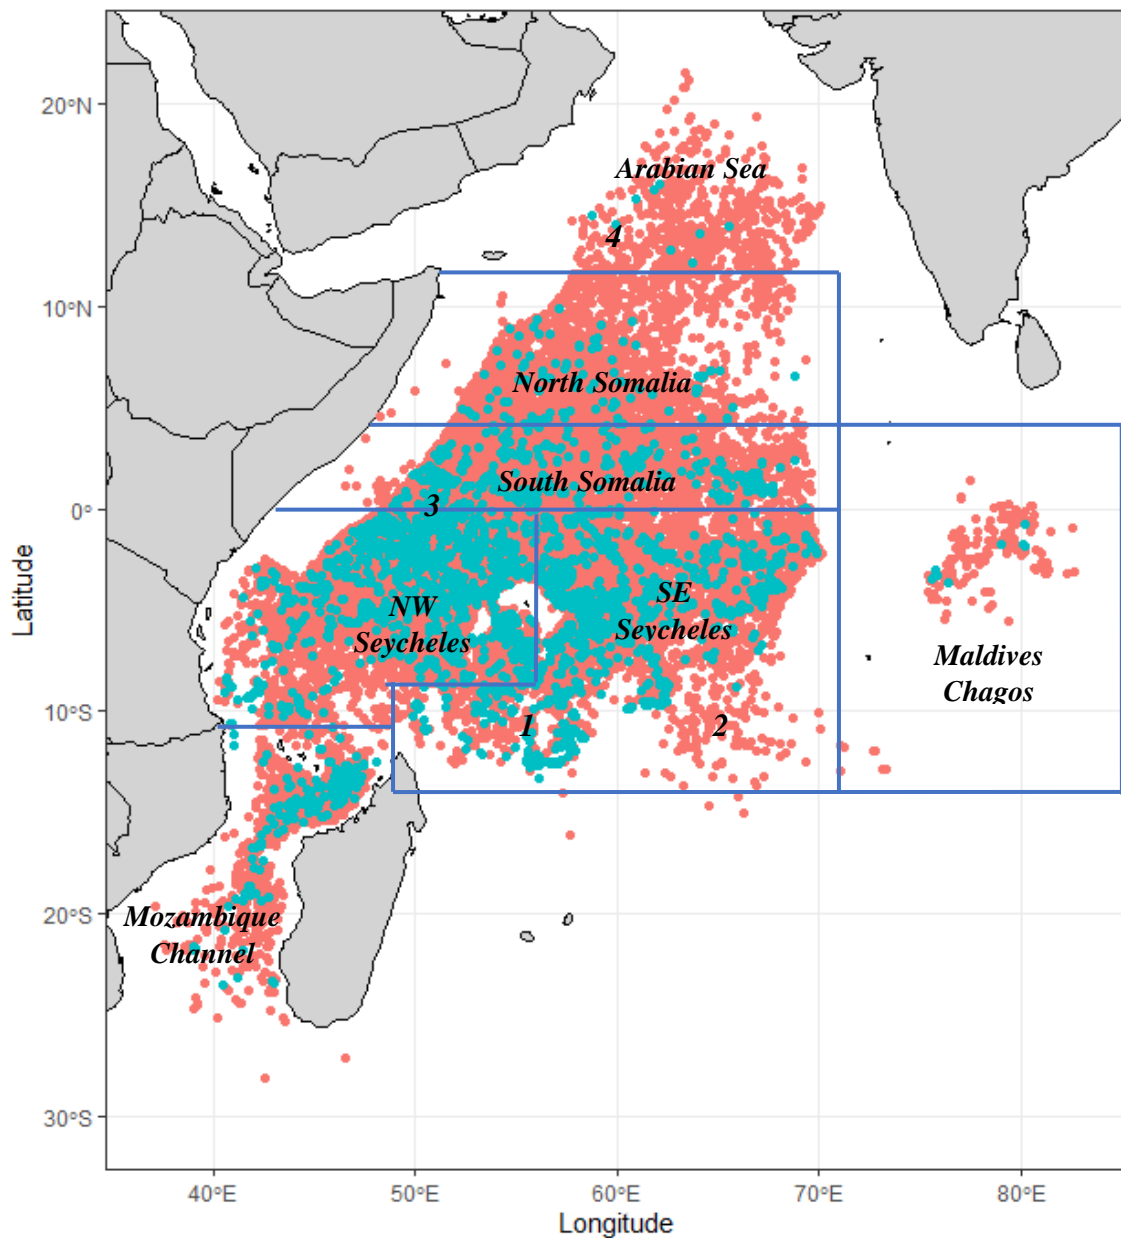 20°N
10°N
0°
10°S
20°S
30°S
Latitude
Arabian Sea
4
North Somalia
South Somalia
3
NW
Seycheles
SE
Seycheles
Maldives
Chagos
1
2
Mozambique
Channel
40°E
50°E
60°E
70°E
80°E
Longitude